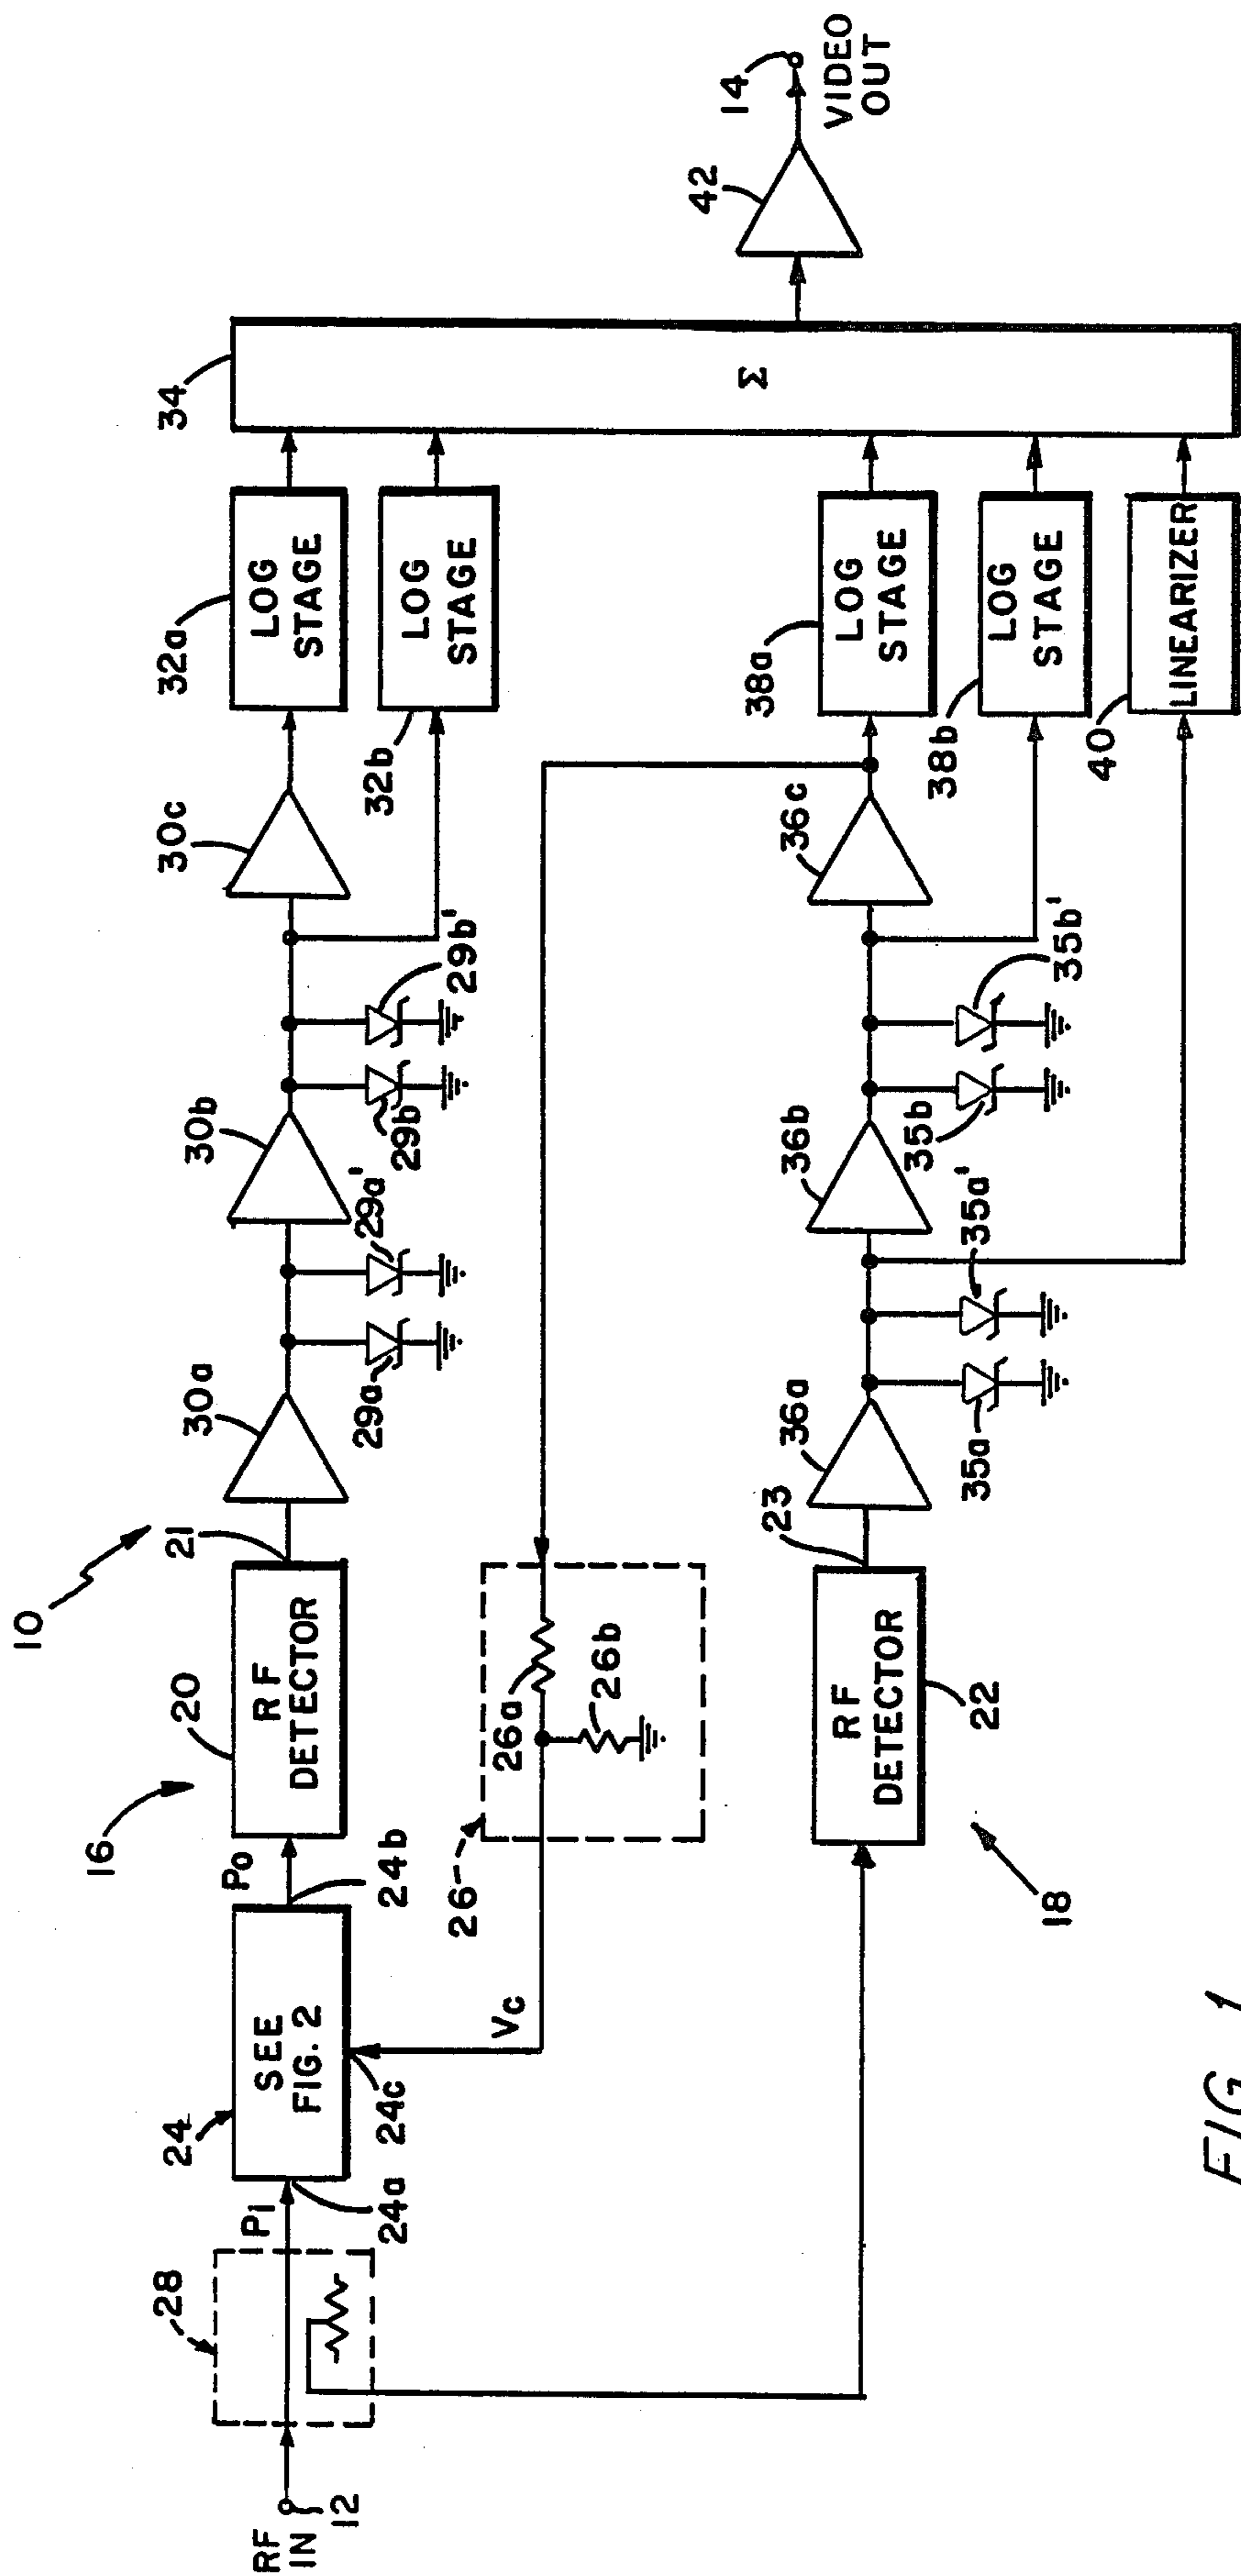 10
16
18
RF
IN
12
28
Pi
24a
24
SEE
FIG. 2
24c
24b
Po
Vc
20
RF
DETECTOR
21
30a
29a
29a'
30b
29b
29b'
30c
32a
LOG
STAGE
32b
LOG
STAGE
34
Σ
42
14
VIDEO
OUT
26
26a
26b
22
RF
DETECTOR
23
36a
35a
35a'
36b
35b
35b'
36c
38a
LOG
STAGE
38b
LOG
STAGE
40
LINEARIZER
FIG. 1